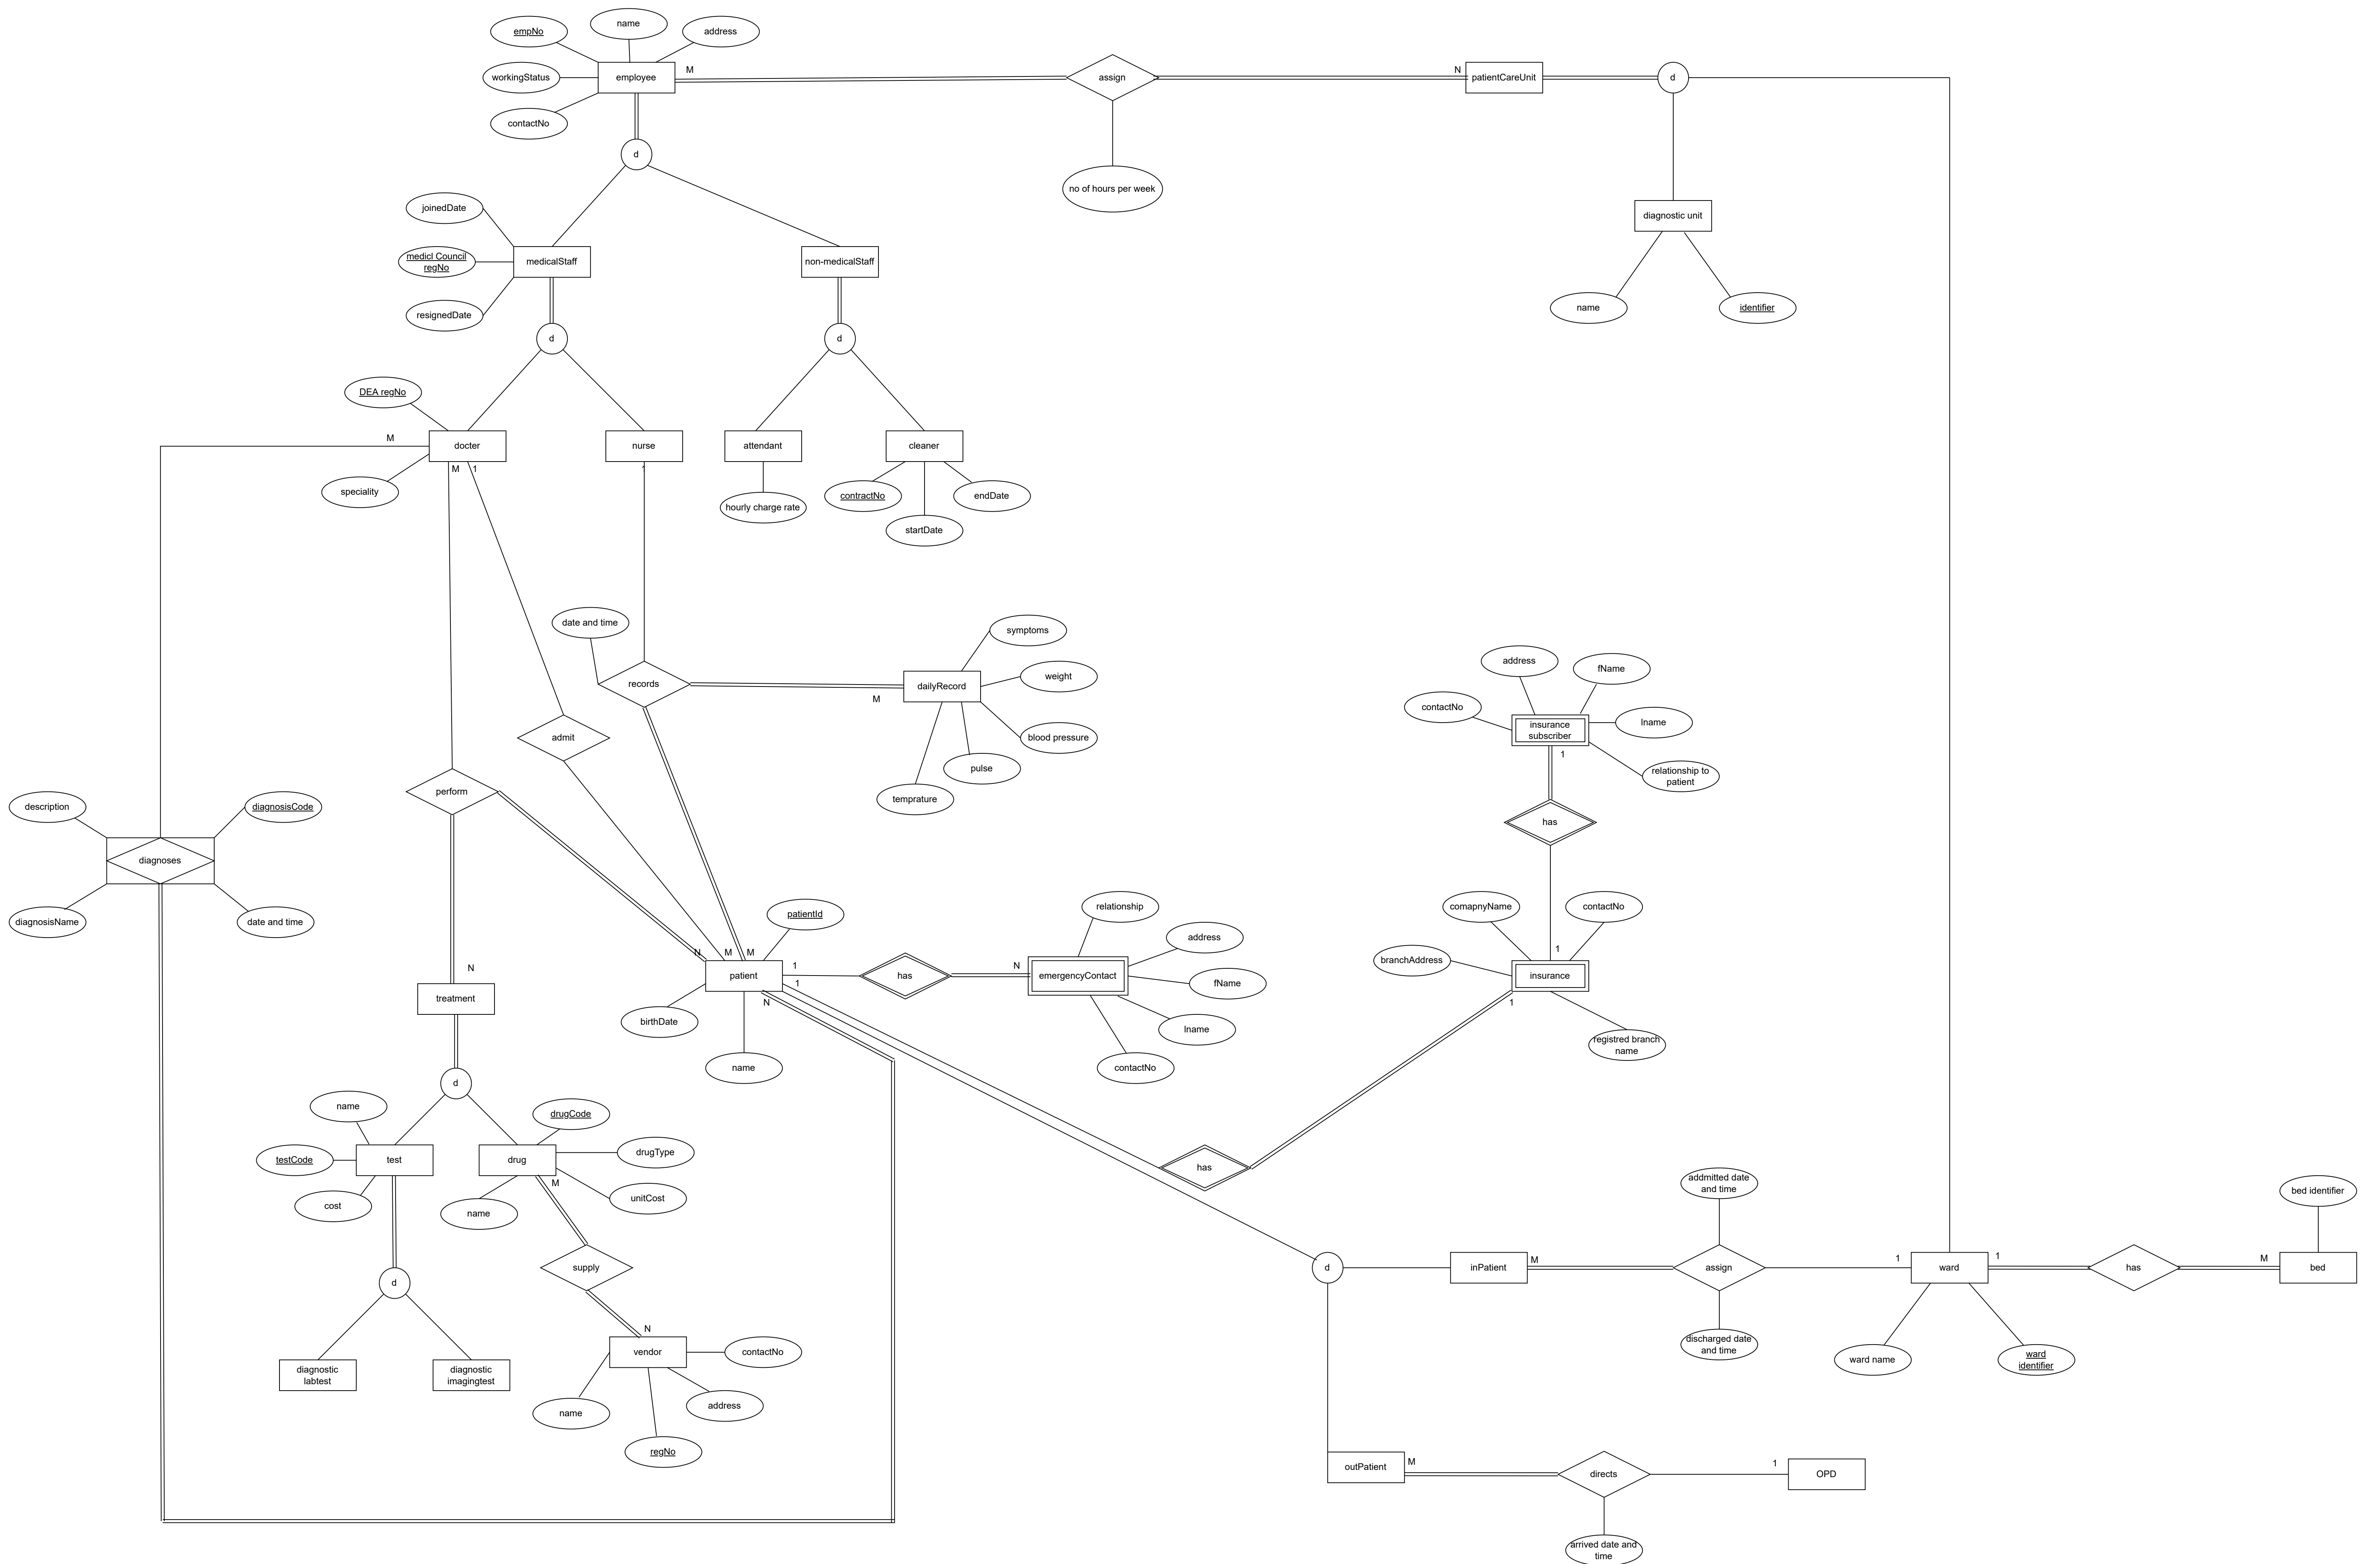 name
empNo
address
employee
M
workingStatus
contactNo
assign
N
patientCareUnit
d
d
no of hours per week
diagnostic unit
name
identifier
joinedDate
medicl Council
regNo
medicalStaff
non-medicalStaff
resignedDate
d
d
DEA regNo
M
docter
nurse
attendant
cleaner
M
1
1
speciality
hourly charge rate
contractNo
endDate
startDate
date and time
symptoms
records
dailyRecord
weight
M
blood pressure
pulse
temprature
admit
perform
address
fName
contactNo
insurance
subscriber
lname
1
relationship to
patient
has
description
diagnosisCode
diagnoses
diagnosisName
date and time
patientId
N
M
M
patient
1
1
N
birthDate
name
has
N
relationship
address
emergencyContact
fName
lname
contactNo
comapnyName
contactNo
1
branchAddress
insurance
1
registred branch
name
N
treatment
d
name
drugCode
testCode
test
drug
drugType
M
cost
name
unitCost
has
supply
d
N
diagnostic
labtest
diagnostic
imagingtest
vendor
contactNo
name
address
regNo
addmitted date
and time
bed identifier
d
inPatient
M
assign
1
ward
1
has
M
bed
discharged date
and time
ward name
ward
identifier
outPatient
M
directs
1
OPD
arrived date and
time